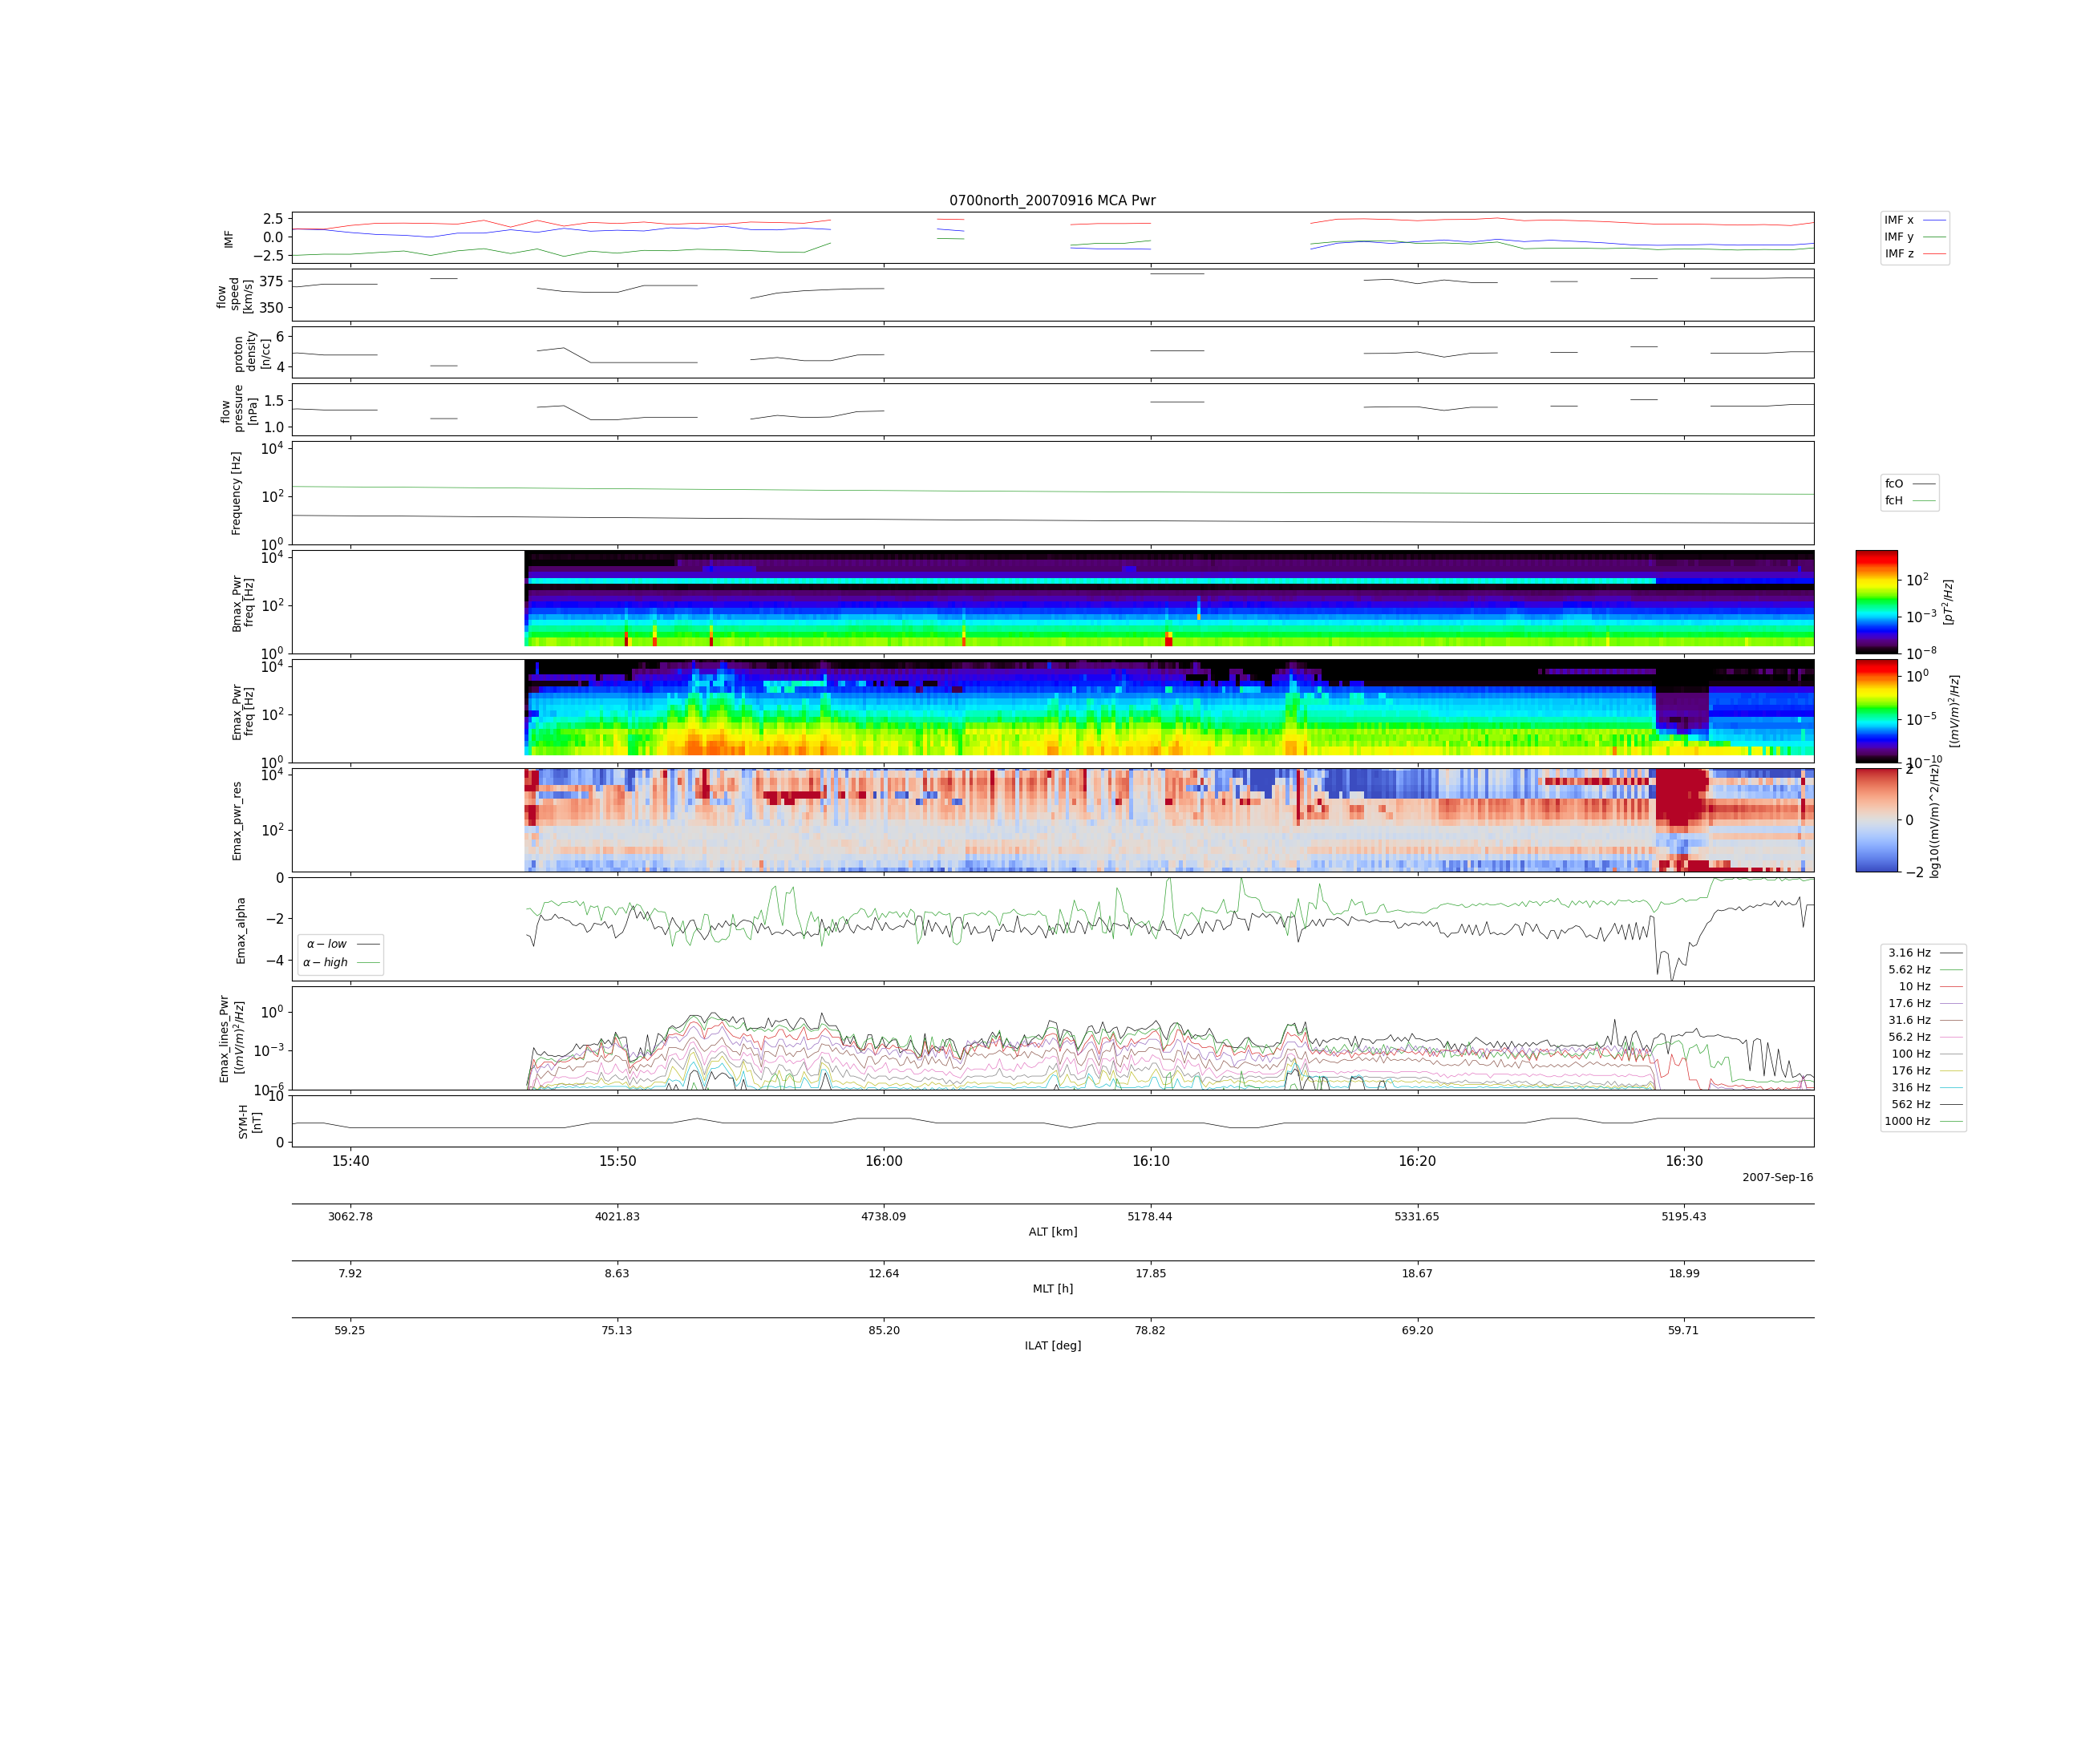 0700north_20070916 MCA Pwr
IMF
2.5
0.0
−2.5
IMF x
IMF y
IMF z
flow
speed
[km/s]
375
350
proton
density
[n/cc]
6
4
flow
pressure
[nPa]
1.5
1.0
Frequency [Hz]
10^4
10^2
10^0
fcO
fcH
Bmax_Pwr
freq [Hz]
10^4
10^2
10^0
10^2
10^−3
10^−8
[pT^2/Hz]
Emax_Pwr
freq [Hz]
10^4
10^2
10^0
10^0
10^−5
10^−10
[(mV/m)^2/Hz]
Emax_pwr_res
10^4
10^2
2
0
−2
log10((mV/m)^2/Hz)
Emax_alpha
0
−2
−4
α − low
α − high
Emax_lines_Pwr
[(mV/m)^2/Hz]
10^0
10^−3
10^−6
3.16 Hz
5.62 Hz
10 Hz
17.6 Hz
31.6 Hz
56.2 Hz
100 Hz
176 Hz
316 Hz
562 Hz
1000 Hz
SYM-H
[nT]
10
0
15:40 15:50 16:00 16:10 16:20 16:30
2007-Sep-16
3062.78 4021.83 4738.09 5178.44 5331.65 5195.43
ALT [km]
7.92 8.63 12.64 17.85 18.67 18.99
MLT [h]
59.25 75.13 85.20 78.82 69.20 59.71
ILAT [deg]